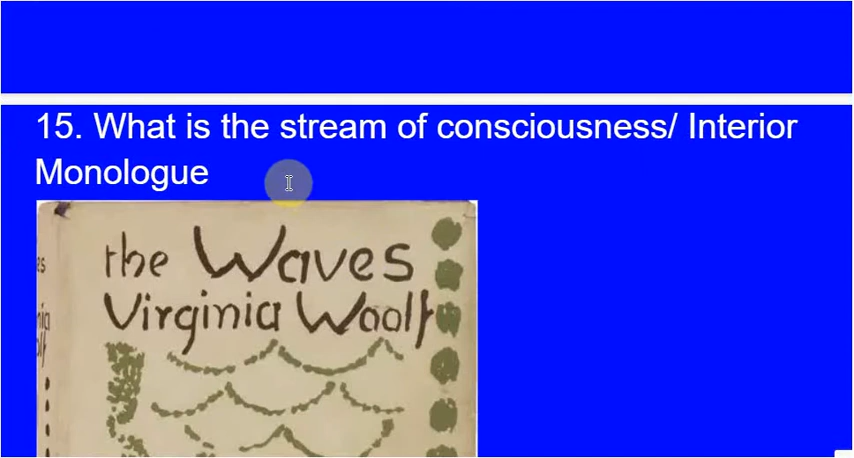 15. What is the stream of consciousness/ Interior
Monologue
the Waves
Virginia Woolf